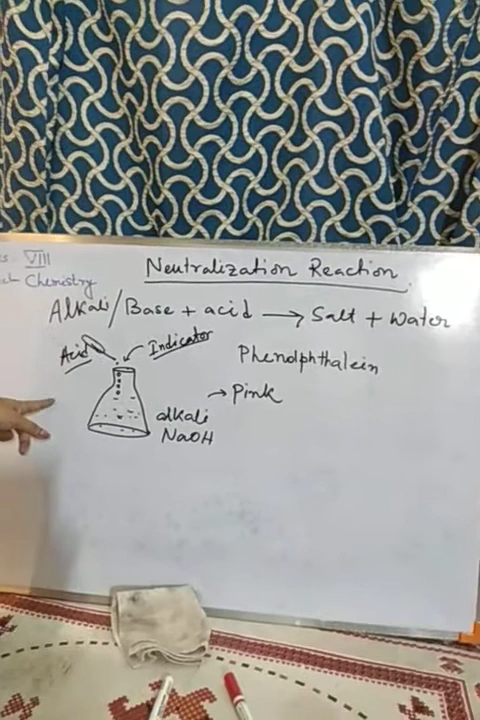 VIII
Chemistry
Neutralization Reaction
Alkali/Base + acid → Salt + Water
Acid
Indicator
Phenolphthalein
→ Pink
alkali
NaOH